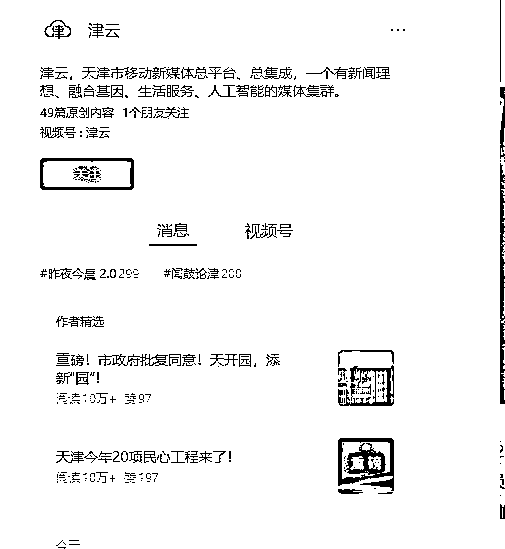 津云
津云，天津市移动新媒体总平台、总集成，一个有新闻理
想、融合基因、生活服务、人工智能的媒体集群。
49篇原创内容 1个朋友关注
视频号：津云
消息 视频号
#昨夜今晨 2.0 299 #闻鼓论津 200
作者精选
重磅！市政府批复同意！天开园，添
新“园”！
阅读10万+ 赞97
天津今年20项民心工程来了！
阅读10万+ 赞197